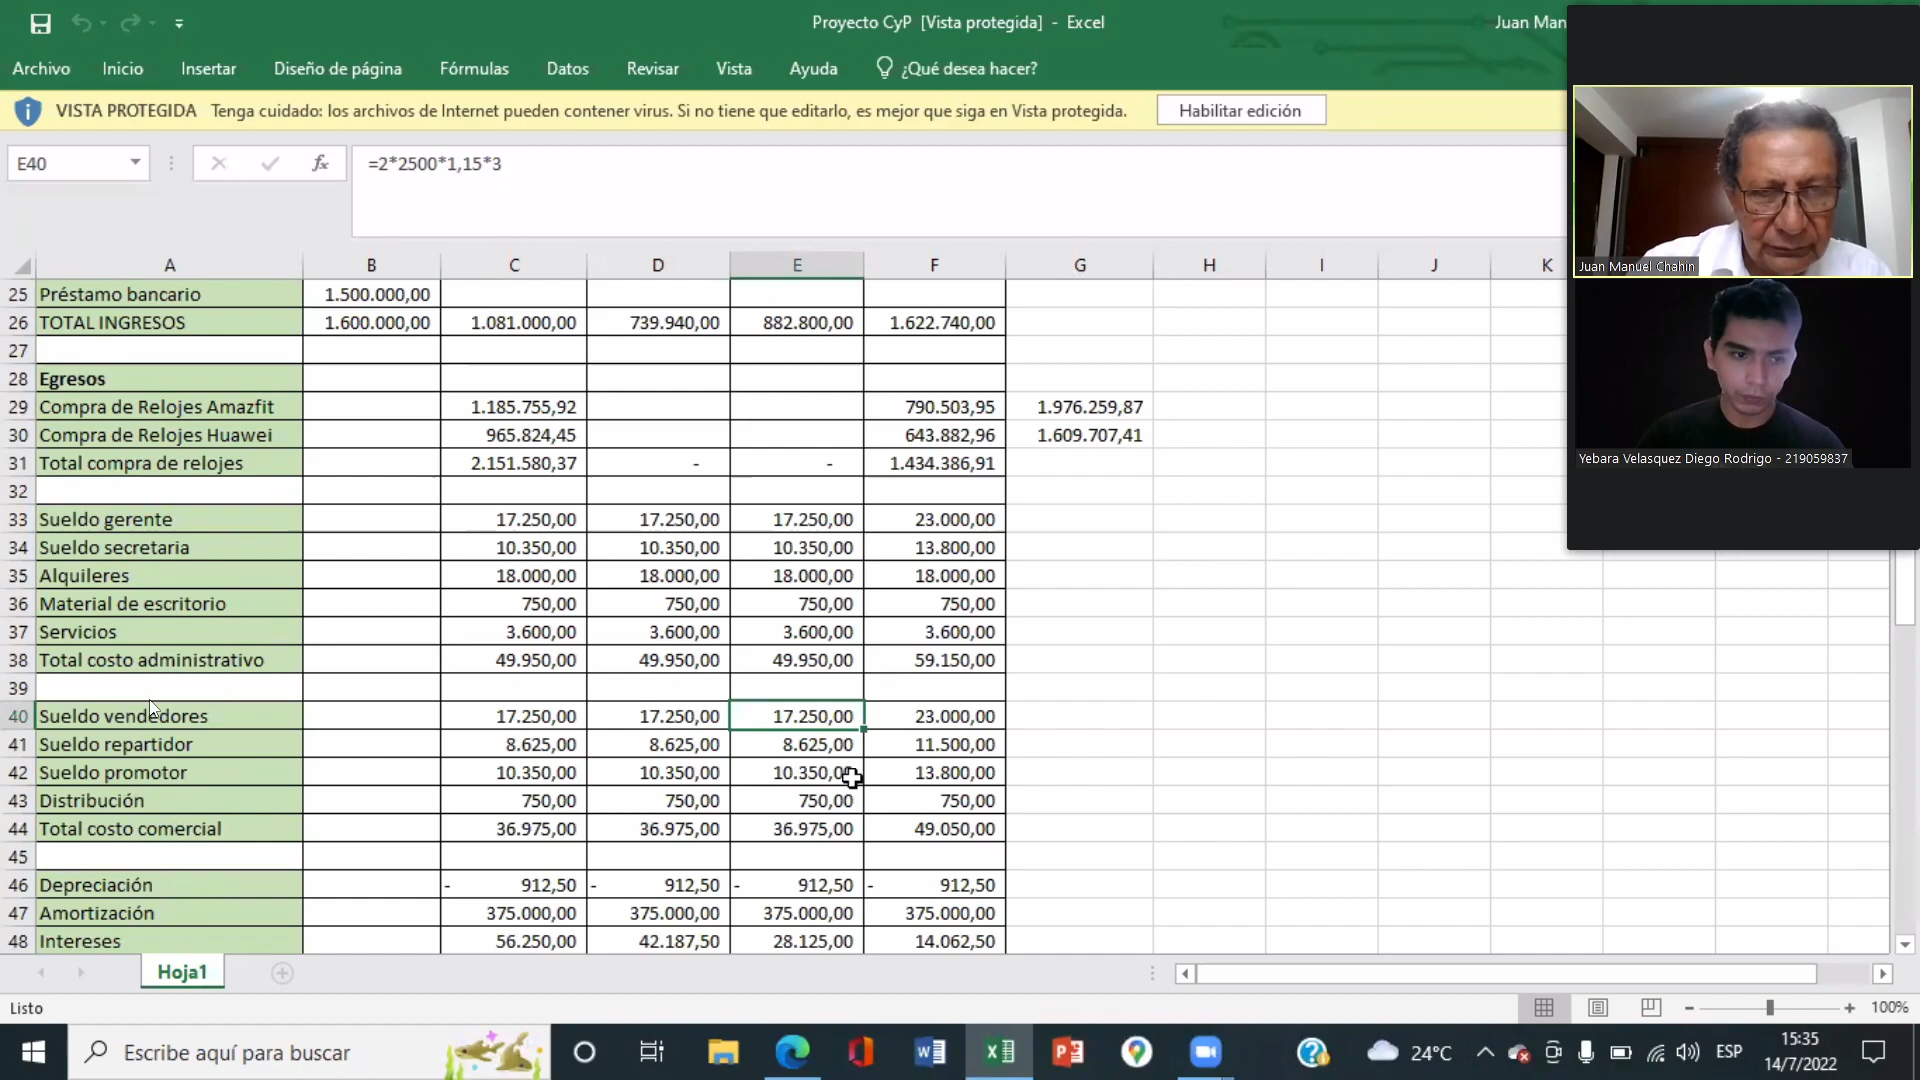 Proyecto CyP [Vista protegida] - Excel
Juan Man
Archivo Inicio Insertar Diseño de página Fórmulas Datos Revisar Vista Ayuda ¿Qué desea hacer?
VISTA PROTEGIDA Tenga cuidado: los archivos de Internet pueden contener virus. Si no tiene que editarlo, es mejor que siga en Vista protegida. Habilitar edición
E40 fx =2*2500*1,15*3
A B C D E F G H I J K
25 Préstamo bancario 1.500.000,00
26 TOTAL INGRESOS 1.600.000,00 1.081.000,00 739.940,00 882.800,00 1.622.740,00
27
28 Egresos
29 Compra de Relojes Amazfit 1.185.755,92 790.503,95 1.976.259,87
30 Compra de Relojes Huawei 965.824,45 643.882,96 1.609.707,41
31 Total compra de relojes 2.151.580,37 - - 1.434.386,91
32
33 Sueldo gerente 17.250,00 17.250,00 17.250,00 23.000,00
34 Sueldo secretaria 10.350,00 10.350,00 10.350,00 13.800,00
35 Alquileres 18.000,00 18.000,00 18.000,00 18.000,00
36 Material de escritorio 750,00 750,00 750,00 750,00
37 Servicios 3.600,00 3.600,00 3.600,00 3.600,00
38 Total costo administrativo 49.950,00 49.950,00 49.950,00 59.150,00
39
40 Sueldo vendedores 17.250,00 17.250,00 17.250,00 23.000,00
41 Sueldo repartidor 8.625,00 8.625,00 8.625,00 11.500,00
42 Sueldo promotor 10.350,00 10.350,00 10.350,00 13.800,00
43 Distribución 750,00 750,00 750,00 750,00
44 Total costo comercial 36.975,00 36.975,00 36.975,00 49.050,00
45
46 Depreciación - 912,50 - 912,50 - 912,50 - 912,50
47 Amortización 375.000,00 375.000,00 375.000,00 375.000,00
48 Intereses 56.250,00 42.187,50 28.125,00 14.062,50
Juan Manuel Chahin
Yebara Velasquez Diego Rodrigo - 219059837
Hoja1
Listo
100%
Escribe aquí para buscar
24°C
ESP
15:35
14/7/2022